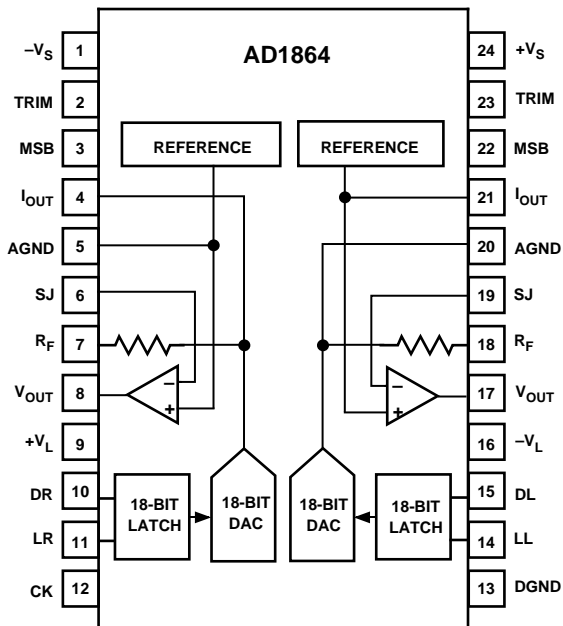 AD1864
–VS 1 24 +VS
TRIM 2 23 TRIM
MSB 3 REFERENCE REFERENCE 22 MSB
IOUT 4 21 IOUT
AGND 5 20 AGND
SJ 6 19 SJ
RF 7 18 RF
VOUT 8 – + – + 17 VOUT
+VL 9 16 –VL
DR 10 15 DL
18-BIT LATCH 18-BIT DAC 18-BIT DAC 18-BIT LATCH
LR 11 14 LL
CK 12 13 DGND